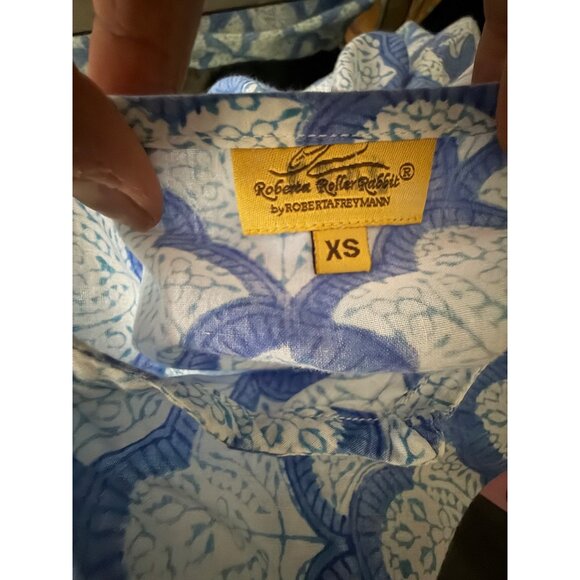 Roberta Roller Rabbit®
by ROBERTAFREYMANN
XS